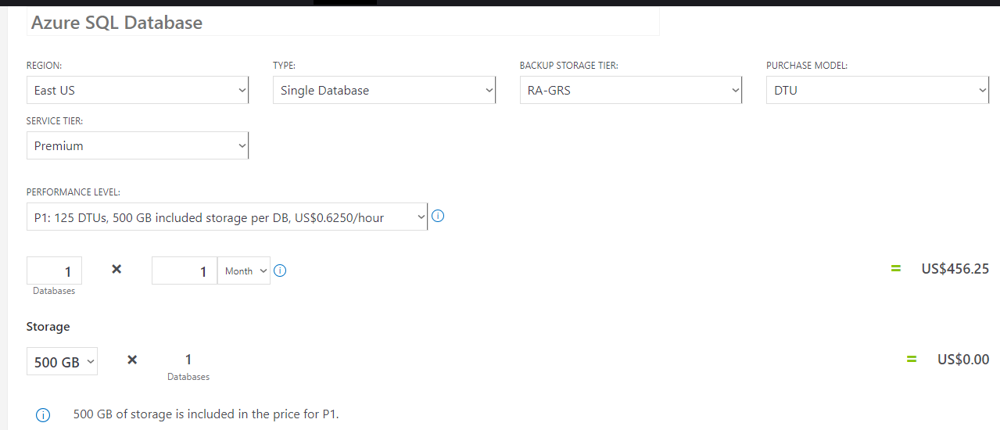 Azure SQL Database
REGION: TYPE: BACKUP STORAGE TIER: PURCHASE MODEL:
East US Single Database RA-GRS DTU
SERVICE TIER:
Premium
PERFORMANCE LEVEL:
P1: 125 DTUs, 500 GB included storage per DB, US$0.6250/hour
1 × 1 Month = US$456.25
Databases
Storage
500 GB × 1 = US$0.00
Databases
500 GB of storage is included in the price for P1.